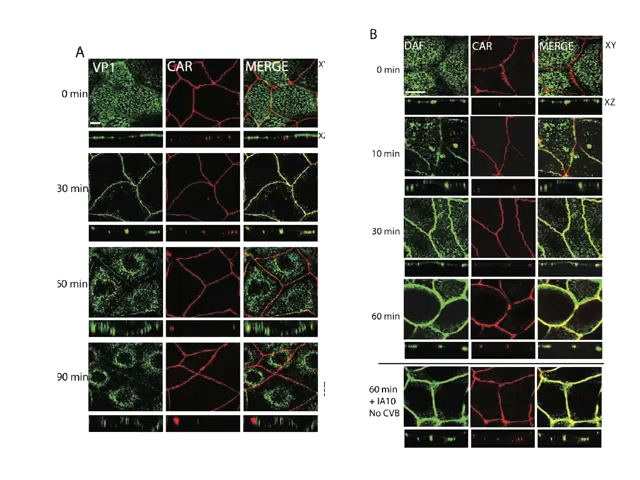 A
VP1 CAR MERGE
0 min
30 min
60 min
90 min
B
DAF CAR MERGE XY
0 min
XZ
10 min
30 min
60 min
60 min
+ IA10
No CVB